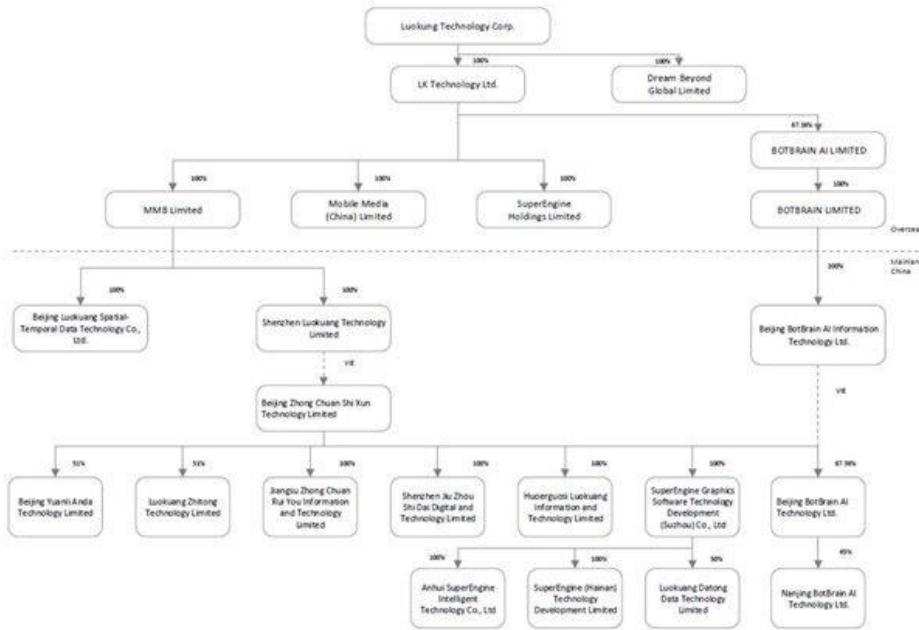 Luokung Technology Corp.
100%
100%
LK Technology Ltd.
Dream Beyond
Global Limited
67.36%
BOTBRAIN AI LIMITED
100%
100%
100%
100%
MMB Limited
Mobile Media
(China) Limited
SuperEngine
Holdings Limited
BOTBRAIN LIMITED
Oversea
Mainlan
China
100%
100%
100%
Beijing Luokuang Spatial-
Temporal Data Technology Co.,
Ltd.
Shenzhen Luokuang Technology
Limited
Beijing BotBrain AI Information
Technology Ltd.
VIE
VIE
Beijing Zhong Chuan Shi Xun
Technology Limited
51%
51%
100%
100%
100%
100%
67.36%
Beijing Yuanli Anda
Technology Limited
Luokuang Zhitong
Technology Limited
Jiangsu Zhong Chuan
Rui You Information
and Technology
Limited
Shenzhen Jiu Zhou
Shi Dai Digital and
Technology Limited
Huoerguosi Luokuang
Information and
Technology Limited
SuperEngine Graphics
Software Technology
Development
(Suzhou) Co., Ltd
Beijing BotBrain AI
Technology Ltd.
100%
100%
50%
Anhui SuperEngine
Intelligent
Technology Co., Ltd
SuperEngine (Hainan)
Technology
Development Limited
Luokuang Datong
Data Technology
Limited
Nanjing BotBrain AI
Technology Ltd.